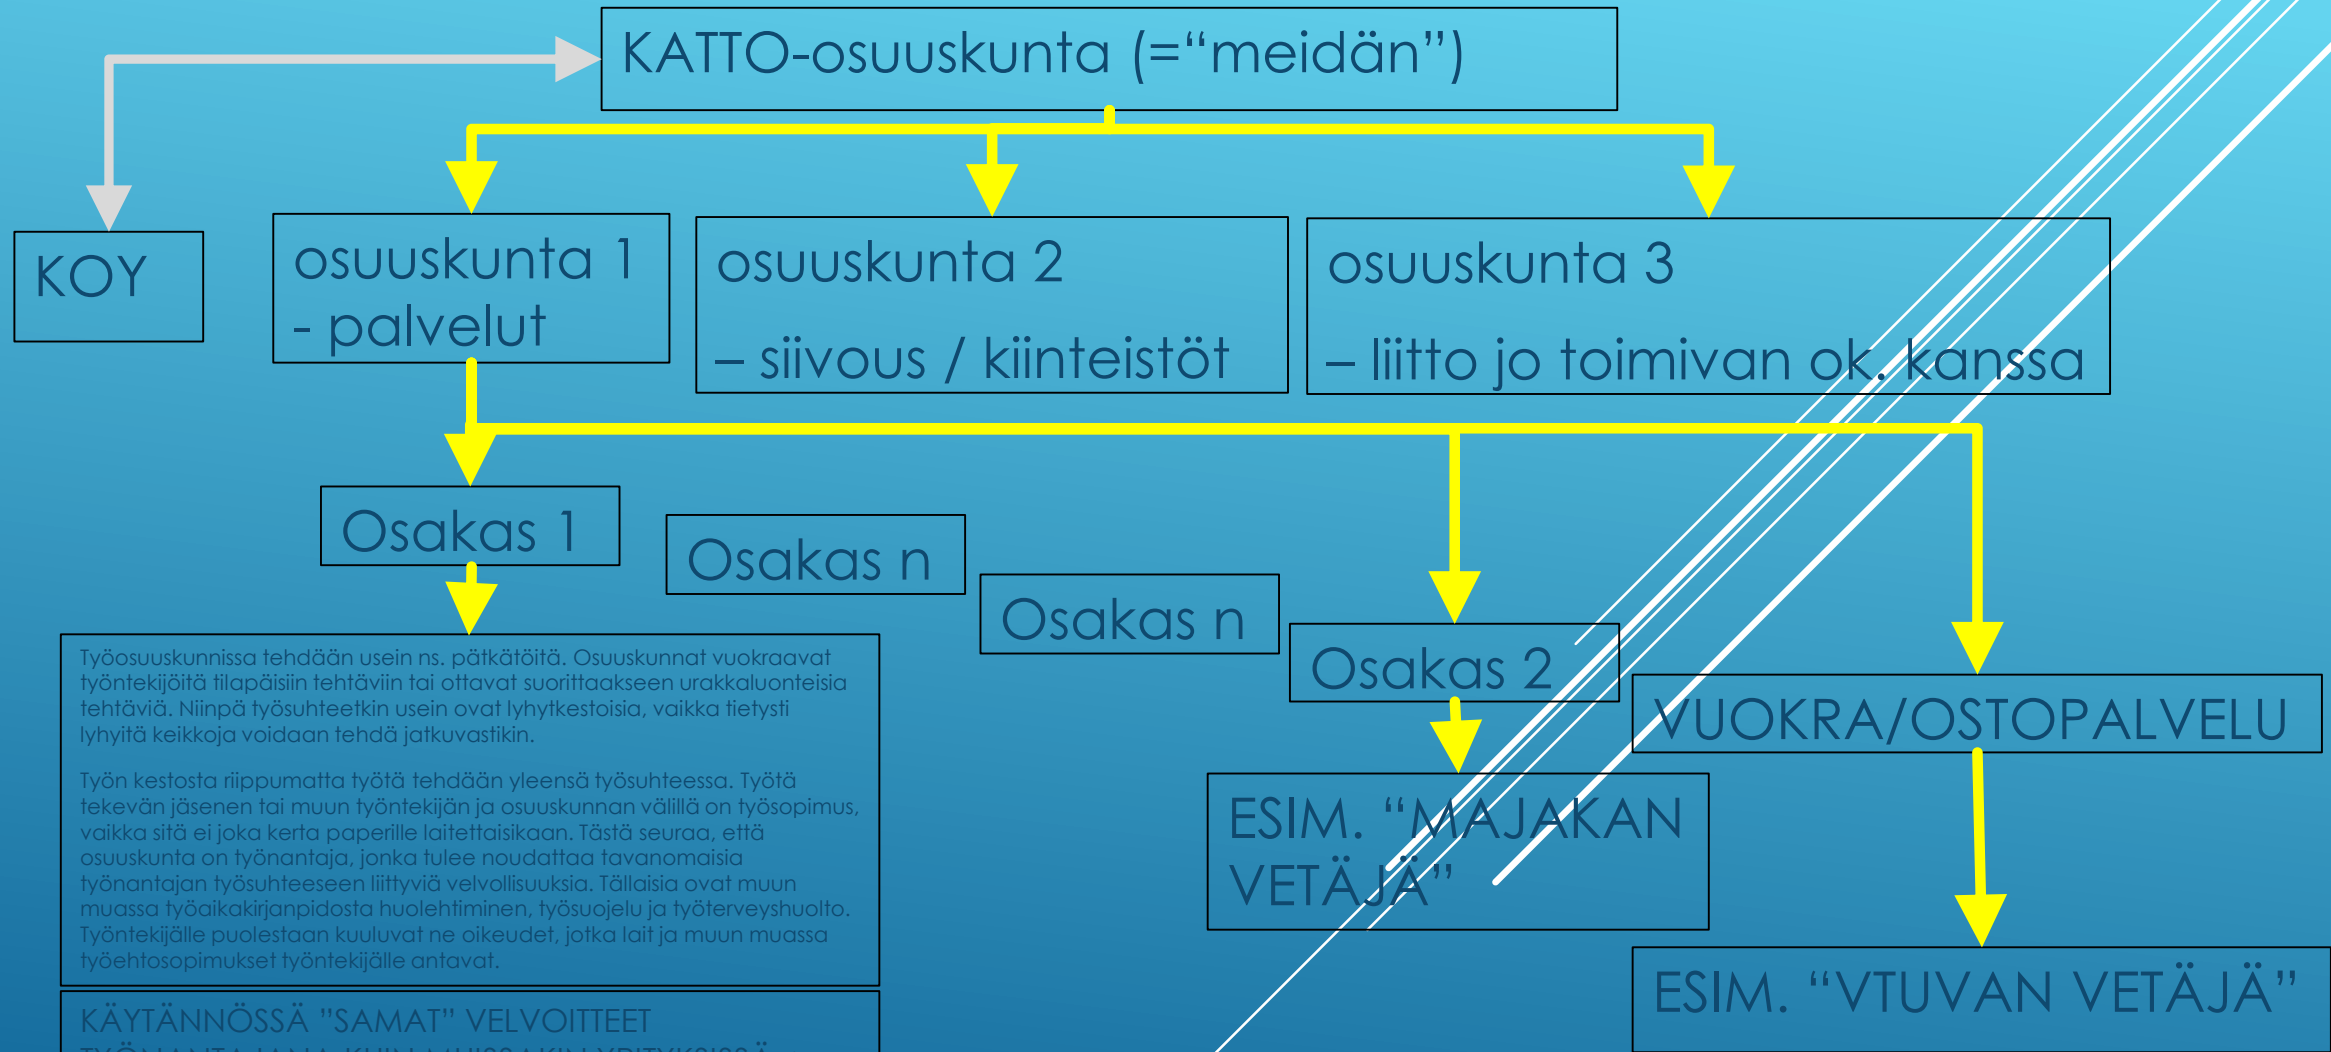 KATTO-osuuskunta (=“meidän”)
KOY
osuuskunta 1
- palvelut
osuuskunta 2
– siivous / kiinteistöt
osuuskunta 3
– liitto jo toimivan ok. kanssa
Osakas 1
Osakas n
Osakas n
Osakas 2
VUOKRA/OSTOPALVELU
Työosuuskunnissa tehdään usein ns. pätkätöitä. Osuuskunnat vuokraavat
työntekijöitä tilapäisiin tehtäviin tai ottavat suorittaakseen urakkaluonteisia
tehtäviä. Niinpä työsuhteetkin usein ovat lyhytkestoisia, vaikka tietysti
lyhyitä keikkoja voidaan tehdä jatkuvastikin.
Työn kestosta riippumatta työtä tehdään yleensä työsuhteessa. Työtä
tekevän jäsenen tai muun työntekijän ja osuuskunnan välillä on työsopimus,
vaikka sitä ei joka kerta paperille laitettaisikaan. Tästä seuraa, että
osuuskunta on työnantaja, jonka tulee noudattaa tavanomaisia
työnantajan työsuhteeseen liittyviä velvollisuuksia. Tällaisia ovat muun
muassa työaikakirjanpidosta huolehtiminen, työsuojelu ja työterveyshuolto.
Työntekijälle puolestaan kuuluvat ne oikeudet, jotka lait ja muun muassa
työehtosopimukset työntekijälle antavat.
ESIM. “MAJAKAN
VETÄJÄ”
ESIM. “VTUVAN VETÄJÄ”
KÄYTÄNNÖSSÄ ”SAMAT” VELVOITTEET
TYÖNANTAJANA KUIN MUISSAKIN YRITYKSISSÄ